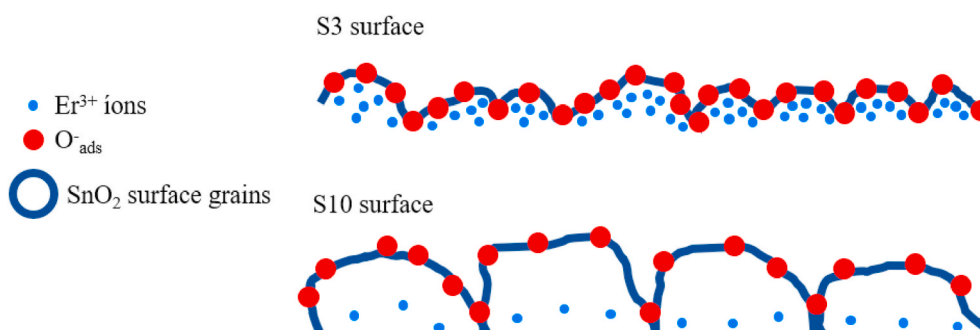 S3 surface
Er³⁺ íons
O⁻ads
SnO₂ surface grains
S10 surface